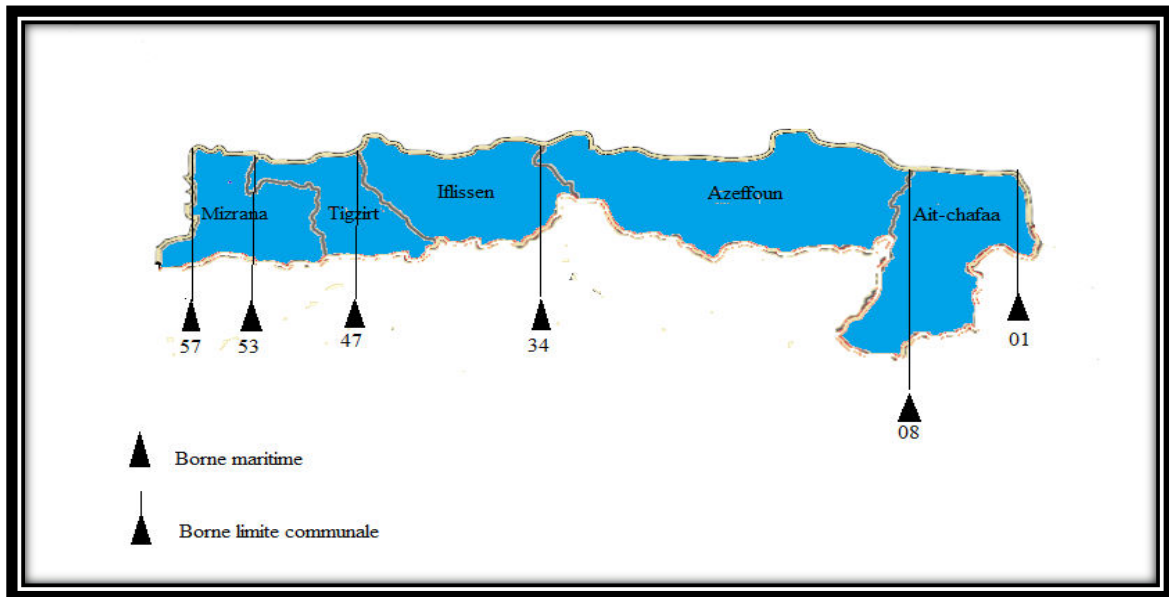 Mizrana
Tigzirt
Iflissen
Azeffoun
Ait-chafaa
57
53
47
34
08
01
Borne maritime
Borne limite communale